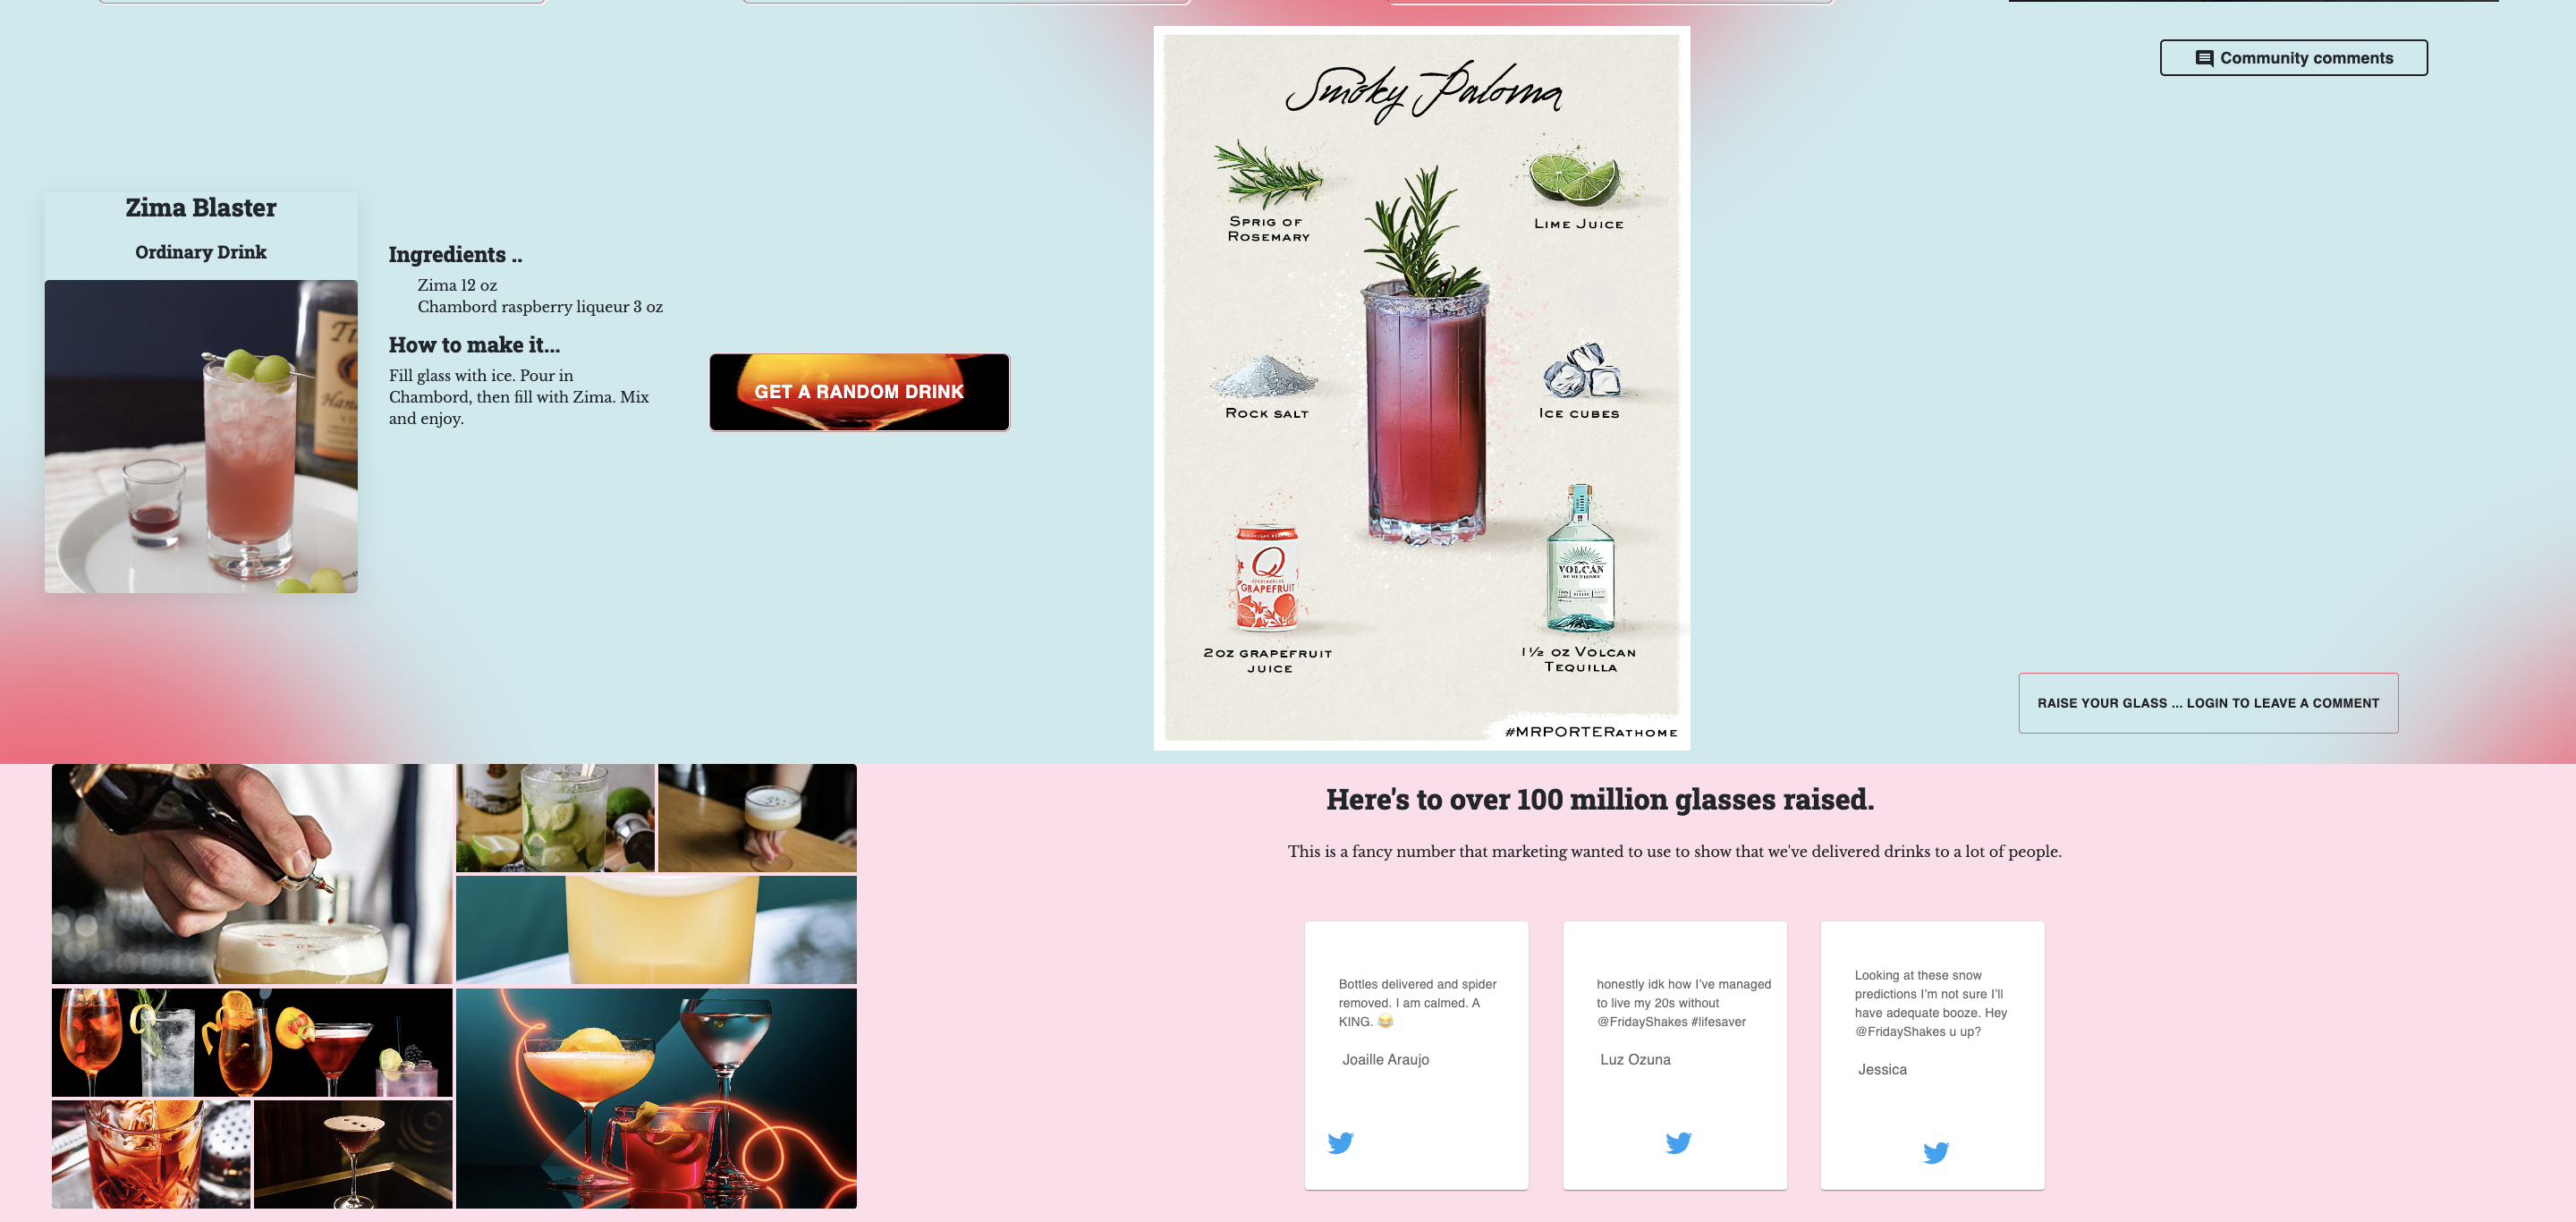 Community comments
Smoky Paloma
SPRIG OF
ROSEMARY
LIME JUICE
ROCK SALT
ICE CUBES
Q
GRAPEFRUIT
VOLCAN
2OZ GRAPEFRUIT
JUICE
1½ OZ VOLCAN
TEQUILLA
#MRPORTERATHOME
Zima Blaster
Ordinary Drink
Ingredients ..
Zima 12 oz
Chambord raspberry liqueur 3 oz
How to make it...
Fill glass with ice. Pour in
Chambord, then fill with Zima. Mix
and enjoy.
GET A RANDOM DRINK
RAISE YOUR GLASS ... LOGIN TO LEAVE A COMMENT
Here's to over 100 million glasses raised.
This is a fancy number that marketing wanted to use to show that we've delivered drinks to a lot of people.
Bottles delivered and spider
removed. I am calmed. A
KING. 😂
Joaille Araujo
honestly idk how I've managed
to live my 20s without
@FridayShakes #lifesaver
Luz Ozuna
Looking at these snow
predictions I'm not sure I'll
have adequate booze. Hey
@FridayShakes u up?
Jessica